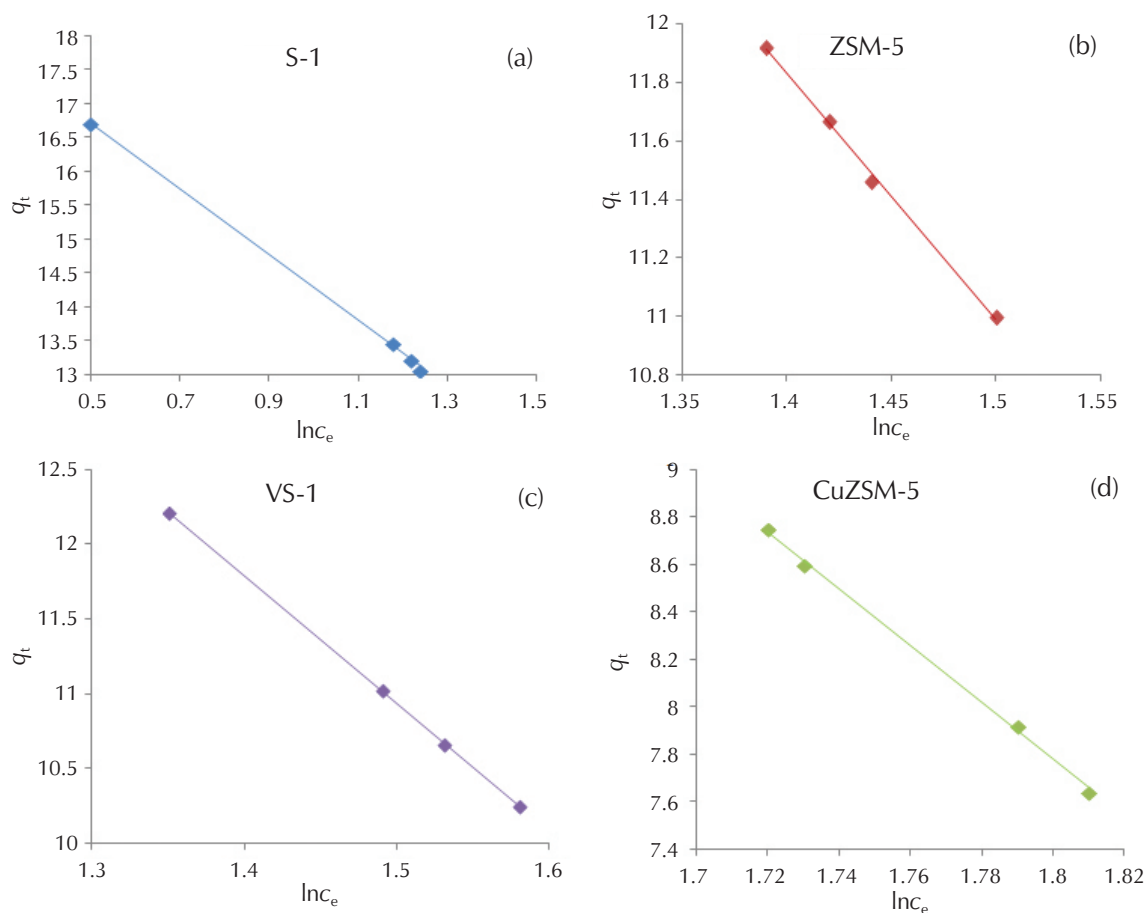 S-1
(a)
18
17.5
17
16.5
16
15.5
15
14.5
14
13.5
13
qt
0.5 0.7 0.9 1.1 1.3 1.5
lnce
ZSM-5
(b)
12
11.8
11.6
11.4
11.2
11
10.8
qt
1.35 1.4 1.45 1.5 1.55
lnce
VS-1
(c)
12.5
12
11.5
11
10.5
10
qt
1.3 1.4 1.5 1.6
lnce
CuZSM-5
(d)
9
8.8
8.6
8.4
8.2
8
7.8
7.6
7.4
qt
1.7 1.72 1.74 1.76 1.78 1.8 1.82
lnce